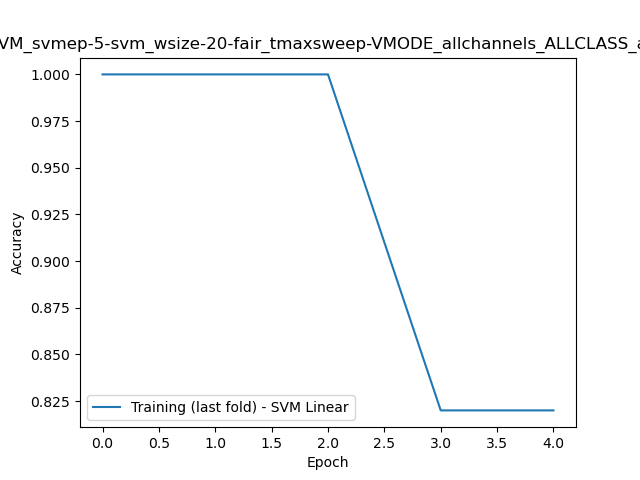 VM_svmep-5-svm_wsize-20-fair_tmaxsweep-VMODE_allchannels_ALLCLASS_a
1.000
0.975
0.950
0.925
0.900
0.875
0.850
0.825
Accuracy
Training (last fold) - SVM Linear
0.0 0.5 1.0 1.5 2.0 2.5 3.0 3.5 4.0
Epoch